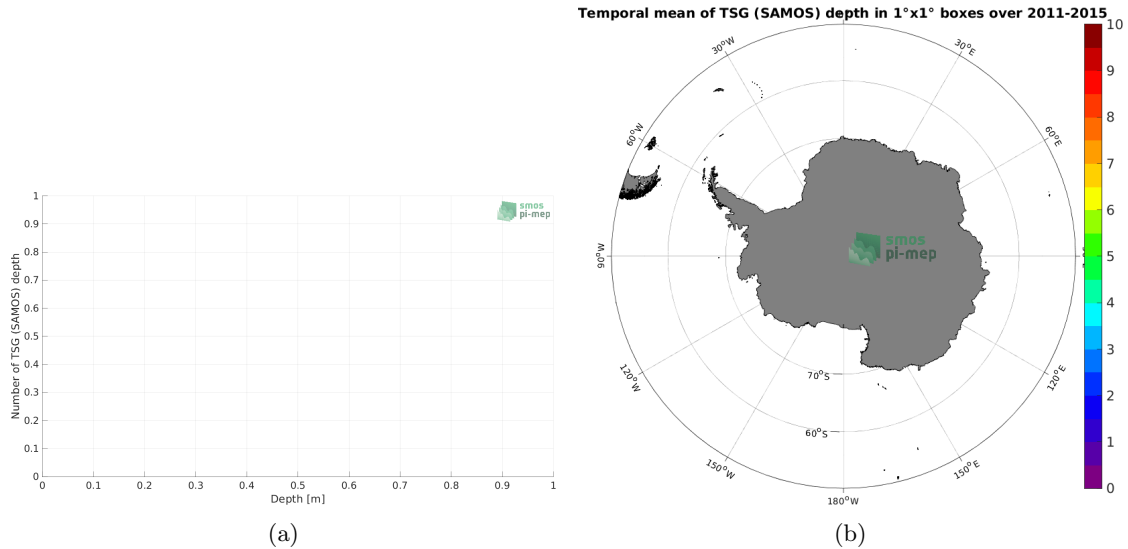 Temporal mean of TSG (SAMOS) depth in 1°x1° boxes over 2011-2015
1
0.9
0.8
0.7
0.6
0.5
0.4
0.3
0.2
0.1
0
Number of TSG (SAMOS) depth
0 0.1 0.2 0.3 0.4 0.5 0.6 0.7 0.8 0.9 1
Depth [m]
smos
pi-mep
(a)
30°W
30°E
60°W
60°E
90°W
120°W
120°E
150°W
150°E
180°W
70°S
60°S
smos
pi-mep
10
9
8
7
6
5
4
3
2
1
0
(b)